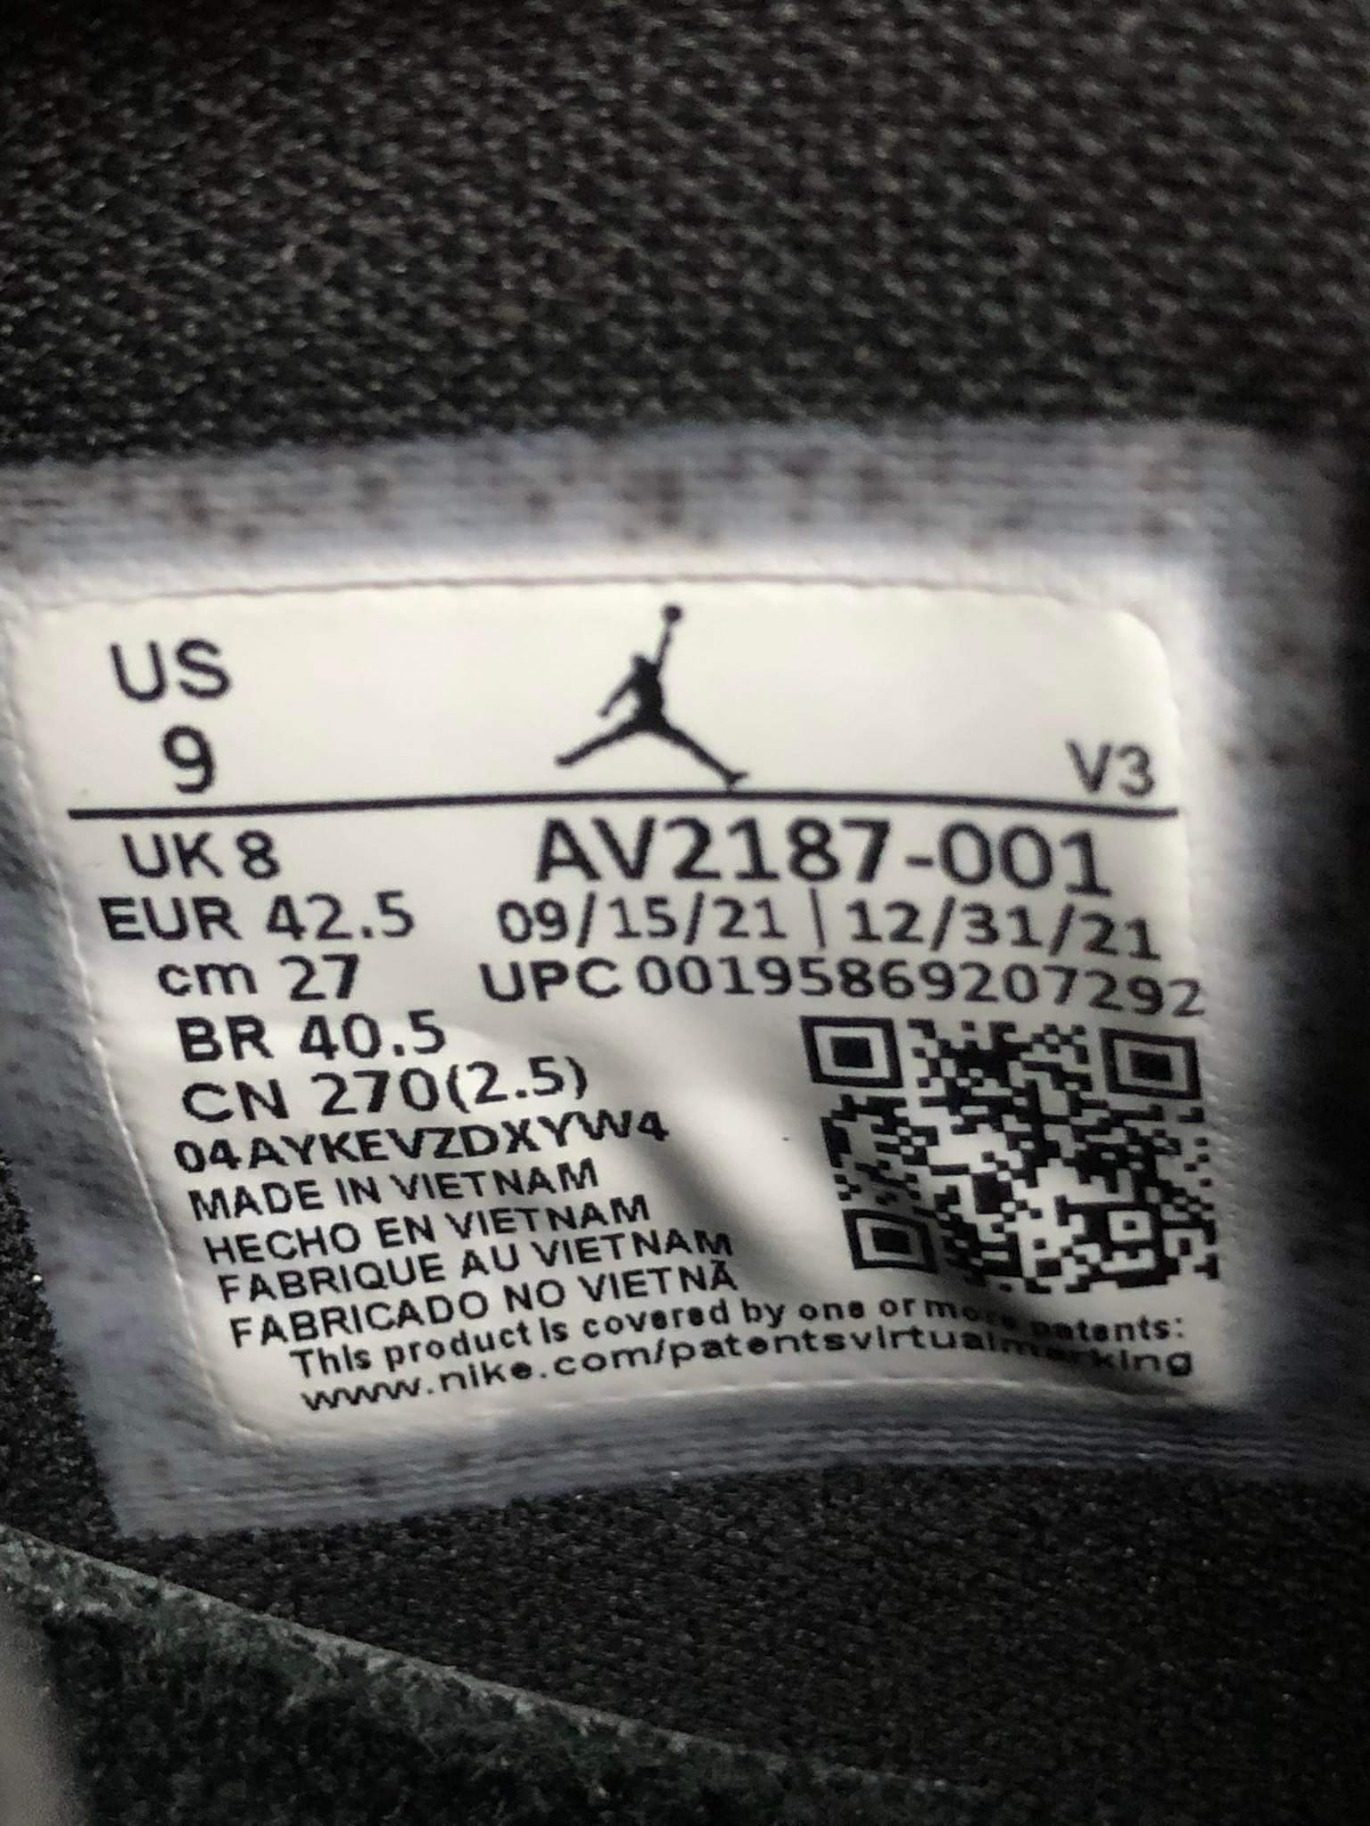 US
9
V3
UK 8
EUR 42.5
cm 27
BR 40.5
CN 270(2.5)
AV2187-001
09/15/21 | 12/31/21
UPC 00195869207292
04AYKEVZDXYW4
MADE IN VIETNAM
HECHO EN VIETNAM
FABRIQUE AU VIETNAM
FABRICADO NO VIETNÃ
This product is covered by one or more patents:
www.nike.com/patentsvirtualmarking